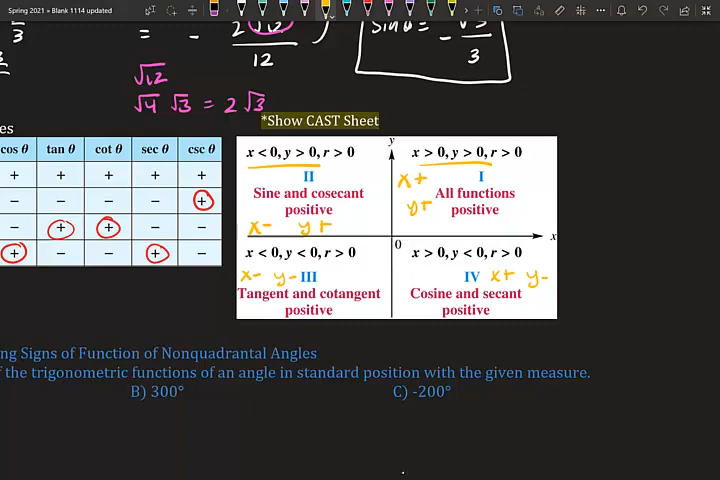 Spring 2021 » Blank 1114 updated
3
= - 2√12
12
sin θ = - √3
3
√12
√4 √3 = 2√3
*Show CAST Sheet
es
cos θ tan θ cot θ sec θ csc θ
+ + + + +
- - - - +
- + + - -
+ - - + -
y
x < 0, y > 0, r > 0
II
Sine and cosecant
positive
x- y+
x > 0, y > 0, r > 0
x+ I
All functions
y+ positive
0
x
x < 0, y < 0, r > 0
x- y- III
Tangent and cotangent
positive
x > 0, y < 0, r > 0
IV x+ y-
Cosine and secant
positive
ng Signs of Function of Nonquadrantal Angles
f the trigonometric functions of an angle in standard position with the given measure.
B) 300° C) -200°